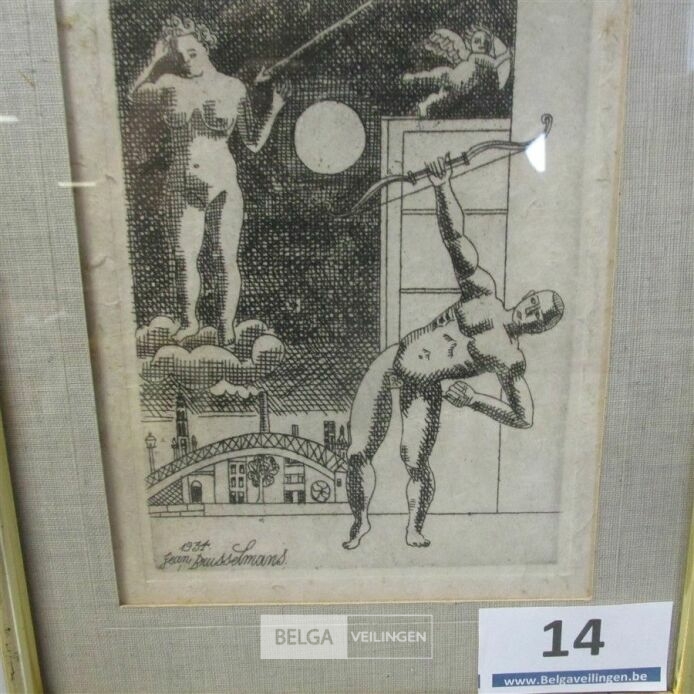 1934
Jean Brusselmans.
BELGA VEILINGEN
14
www.Belgaveilingen.be